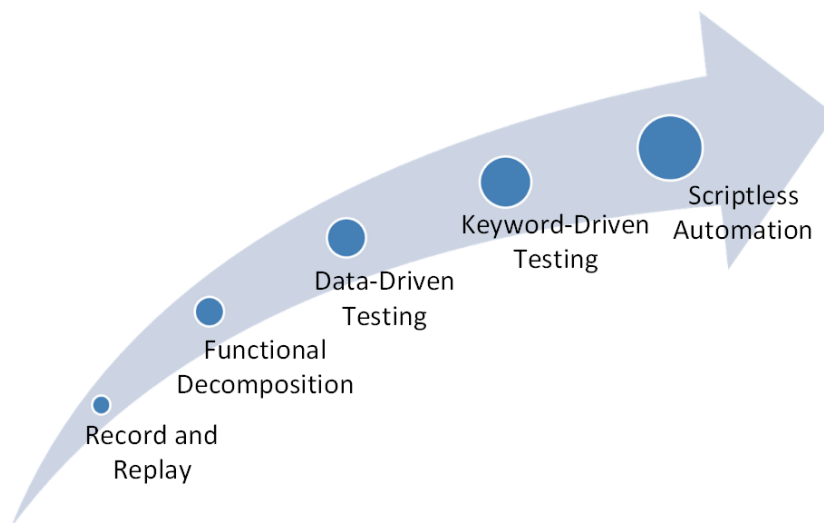 Record and
Replay
Functional
Decomposition
Data-Driven
Testing
Keyword-Driven
Testing
Scriptless
Automation